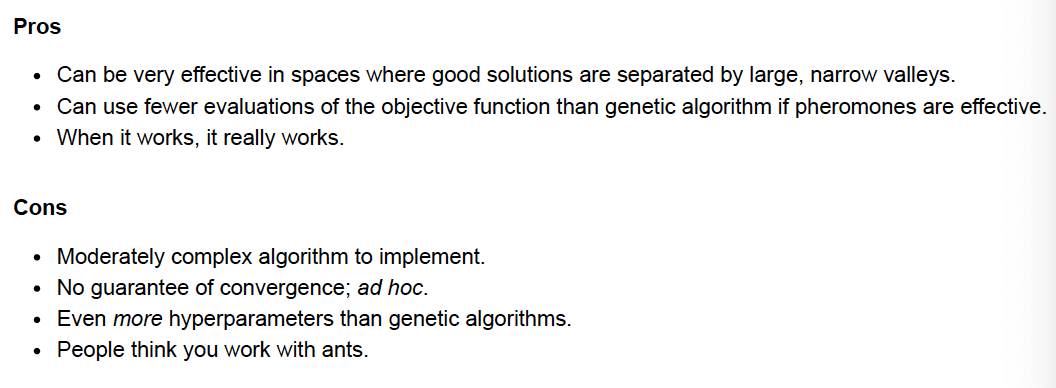 Pros
• Can be very effective in spaces where good solutions are separated by large, narrow valleys.
• Can use fewer evaluations of the objective function than genetic algorithm if pheromones are effective.
• When it works, it really works.
Cons
• Moderately complex algorithm to implement.
• No guarantee of convergence; ad hoc.
• Even more hyperparameters than genetic algorithms.
• People think you work with ants.